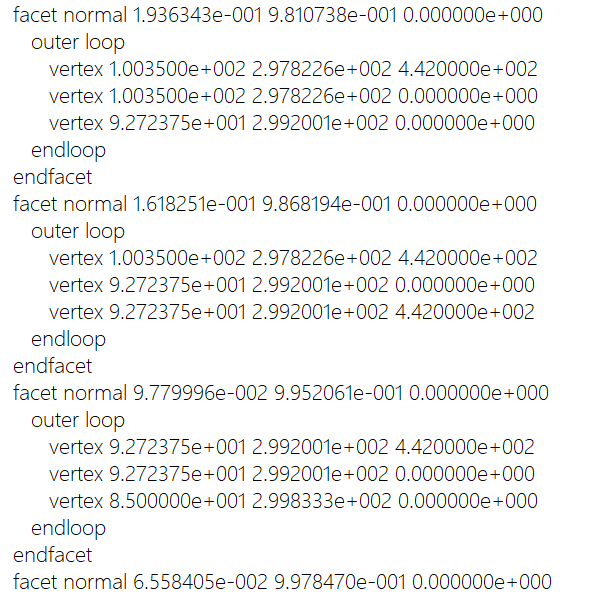 facet normal 1.936343e-001 9.810738e-001 0.000000e+000
outer loop
vertex 1.003500e+002 2.978226e+002 4.420000e+002
vertex 1.003500e+002 2.978226e+002 0.000000e+000
vertex 9.272375e+001 2.992001e+002 0.000000e+000
endloop
endfacet
facet normal 1.618251e-001 9.868194e-001 0.000000e+000
outer loop
vertex 1.003500e+002 2.978226e+002 4.420000e+002
vertex 9.272375e+001 2.992001e+002 0.000000e+000
vertex 9.272375e+001 2.992001e+002 4.420000e+002
endloop
endfacet
facet normal 9.779996e-002 9.952061e-001 0.000000e+000
outer loop
vertex 9.272375e+001 2.992001e+002 4.420000e+002
vertex 9.272375e+001 2.992001e+002 0.000000e+000
vertex 8.500000e+001 2.998333e+002 0.000000e+000
endloop
endfacet
facet normal 6.558405e-002 9.978470e-001 0.000000e+000